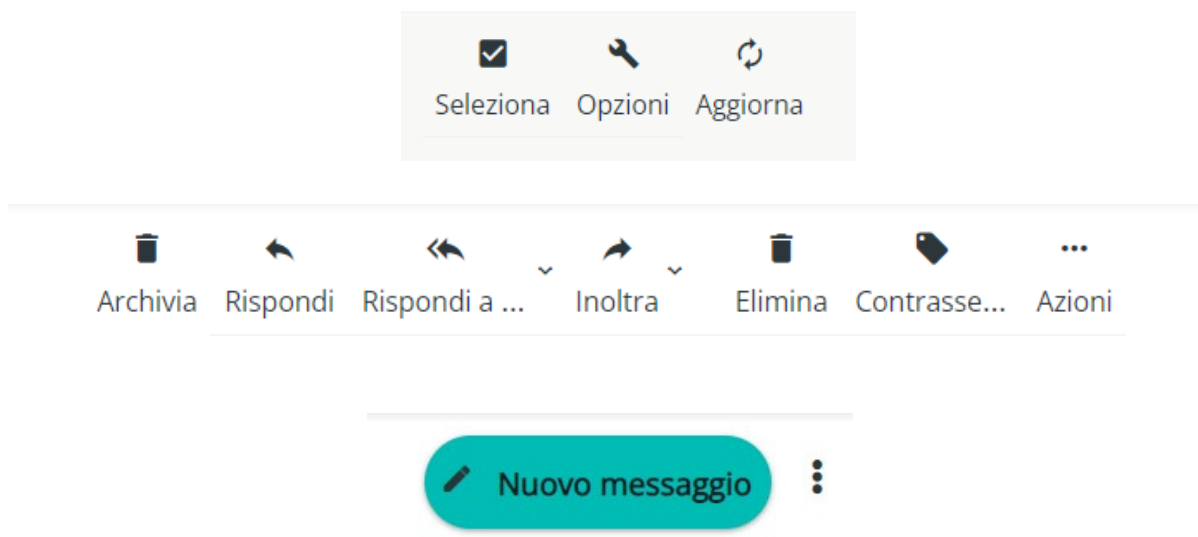 Seleziona Opzioni Aggiorna
Archivia Rispondi Rispondi a ... Inoltra Elimina Contrasse... Azioni
Nuovo messaggio